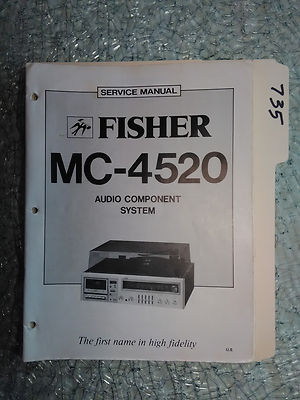 SERVICE MANUAL
FISHER
MC-4520
AUDIO COMPONENT
SYSTEM
The first name in high fidelity
U.S.
735